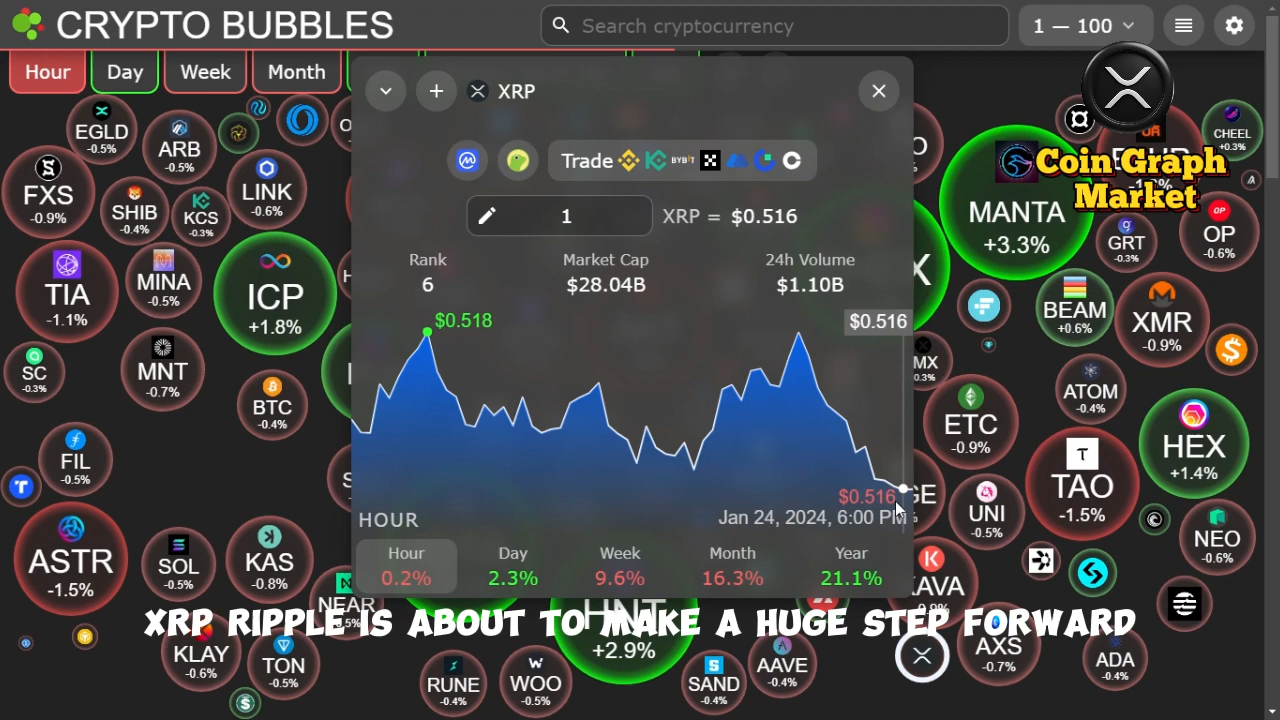 CRYPTO BUBBLES
Search cryptocurrency
1 — 100
Hour
Day
Week
Month
XRP
Trade
BYBIT
1
XRP = $0.516
Rank
6
Market Cap
$28.04B
24h Volume
$1.10B
$0.518
$0.516
$0.516
HOUR
Jan 24, 2024, 6:00 PM
Hour
0.2%
Day
2.3%
Week
9.6%
Month
16.3%
Year
21.1%
Coin Graph
Market
XRP RIPPLE IS ABOUT TO MAKE A HUGE STEP FORWARD
EGLD
-0.5%
ARB
-0.5%
FXS
-0.9%
LINK
-0.6%
SHIB
-0.4%
KCS
-0.3%
TIA
-1.1%
MINA
-0.5%
ICP
+1.8%
SC
-0.3%
MNT
-0.7%
BTC
-0.4%
FIL
-0.5%
ASTR
-1.5%
SOL
-0.5%
KAS
-0.8%
NEAR
KLAY
-0.6%
TON
-0.5%
RUNE
-0.4%
WOO
-0.5%
HNT
+2.9%
SAND
-0.4%
AAVE
-0.4%
AXS
-0.7%
ADA
-0.4%
CHEEL
+0.3%
MANTA
+3.3%
GRT
-0.3%
OP
-0.6%
BEAM
+0.6%
XMR
-0.9%
ETC
-0.9%
ATOM
-0.4%
HEX
+1.4%
TAO
-1.5%
UNI
-0.5%
NEO
-0.6%